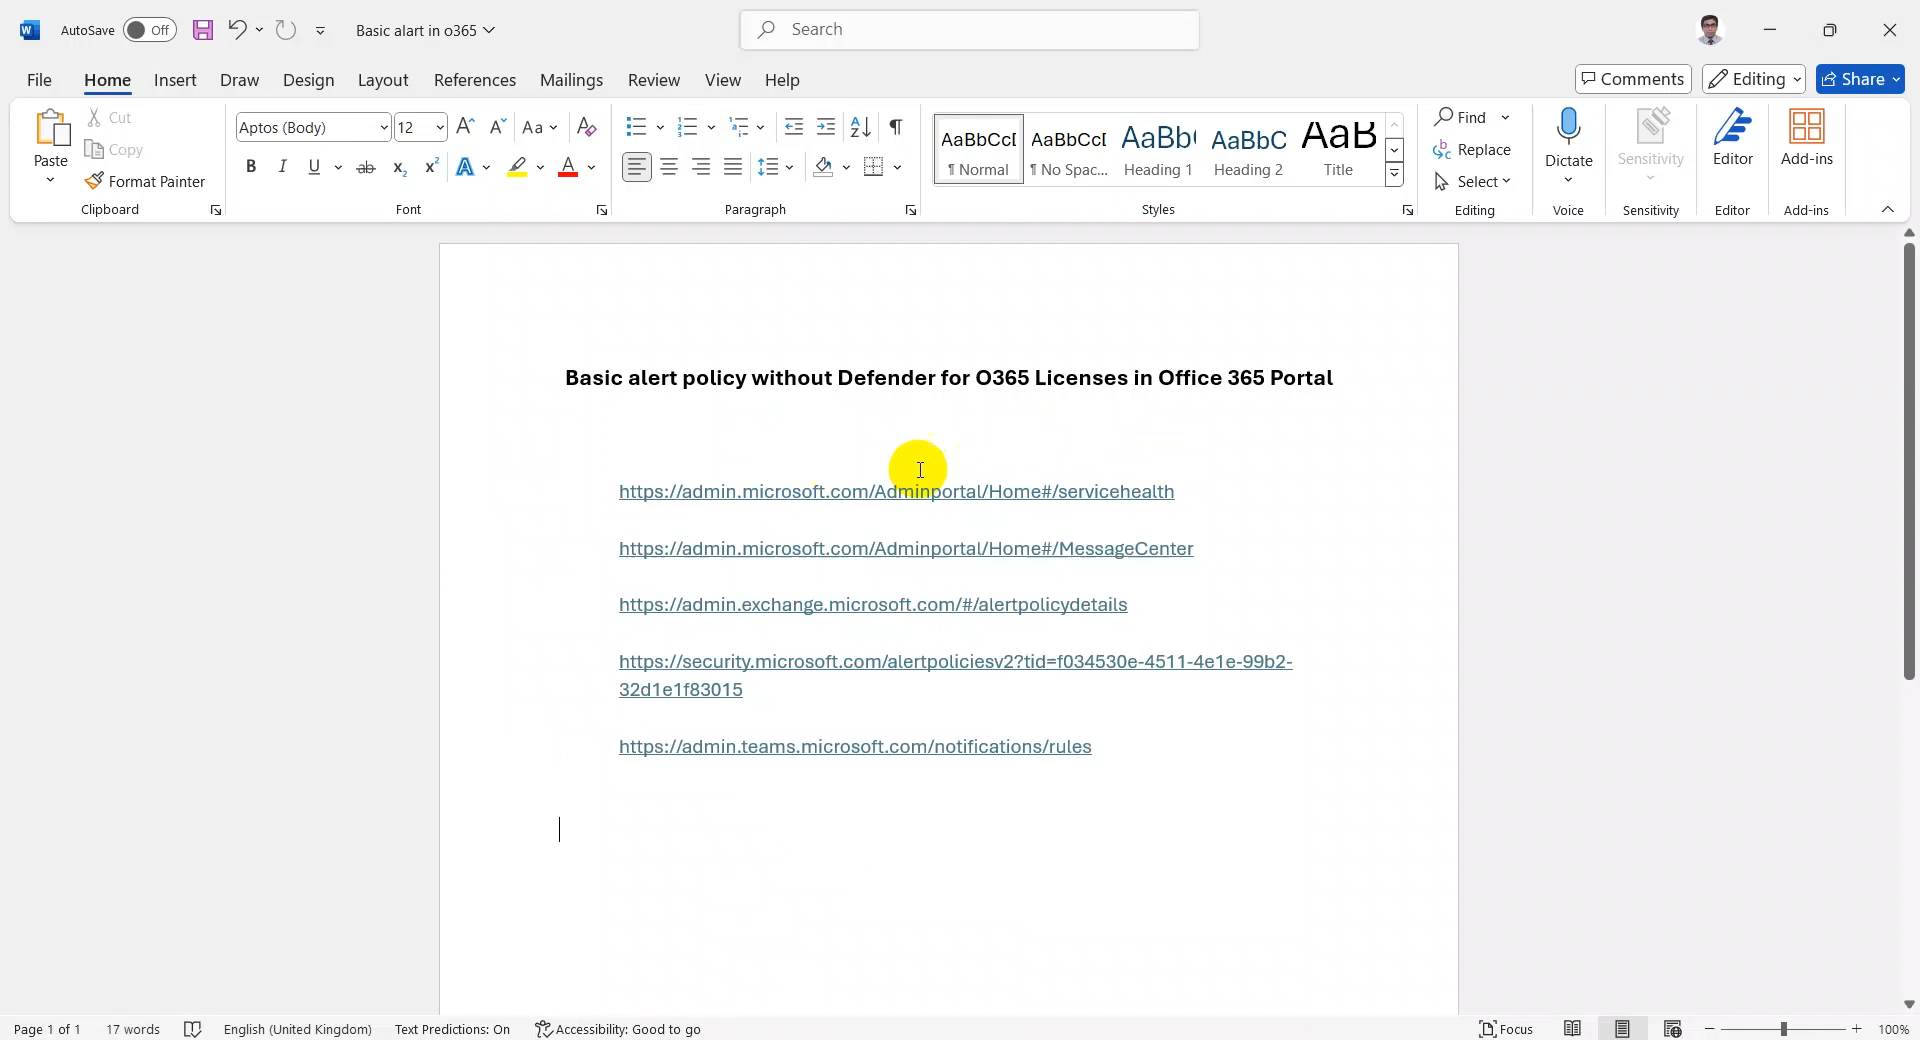 AutoSave Off Basic alart in o365 Search
File Home Insert Draw Design Layout References Mailings Review View Help Comments Editing Share
Paste Cut Copy Format Painter Clipboard
Aptos (Body) 12 Aa
B I U ab x₂ x² A A
Font
Paragraph
AaBbCcD AaBbCcD AaBb( AaBbC AaB
¶ Normal ¶ No Spac... Heading 1 Heading 2 Title
Styles
Find Replace Select Editing
Dictate Voice
Sensitivity Sensitivity
Editor Editor
Add-ins Add-ins
Basic alert policy without Defender for O365 Licenses in Office 365 Portal
https://admin.microsoft.com/Adminportal/Home#/servicehealth
https://admin.microsoft.com/Adminportal/Home#/MessageCenter
https://admin.exchange.microsoft.com/#/alertpolicydetails
https://security.microsoft.com/alertpoliciesv2?tid=f034530e-4511-4e1e-99b2-
32d1e1f83015
https://admin.teams.microsoft.com/notifications/rules
Page 1 of 1 17 words English (United Kingdom) Text Predictions: On Accessibility: Good to go Focus 100%